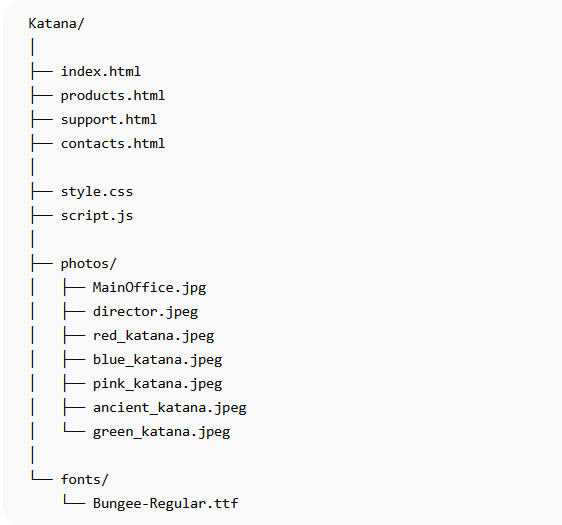 Katana/
│
├── index.html
├── products.html
├── support.html
├── contacts.html
│
├── style.css
├── script.js
│
├── photos/
│   ├── MainOffice.jpg
│   ├── director.jpeg
│   ├── red_katana.jpeg
│   ├── blue_katana.jpeg
│   ├── pink_katana.jpeg
│   ├── ancient_katana.jpeg
│   └── green_katana.jpeg
│
└── fonts/
    └── Bungee-Regular.ttf